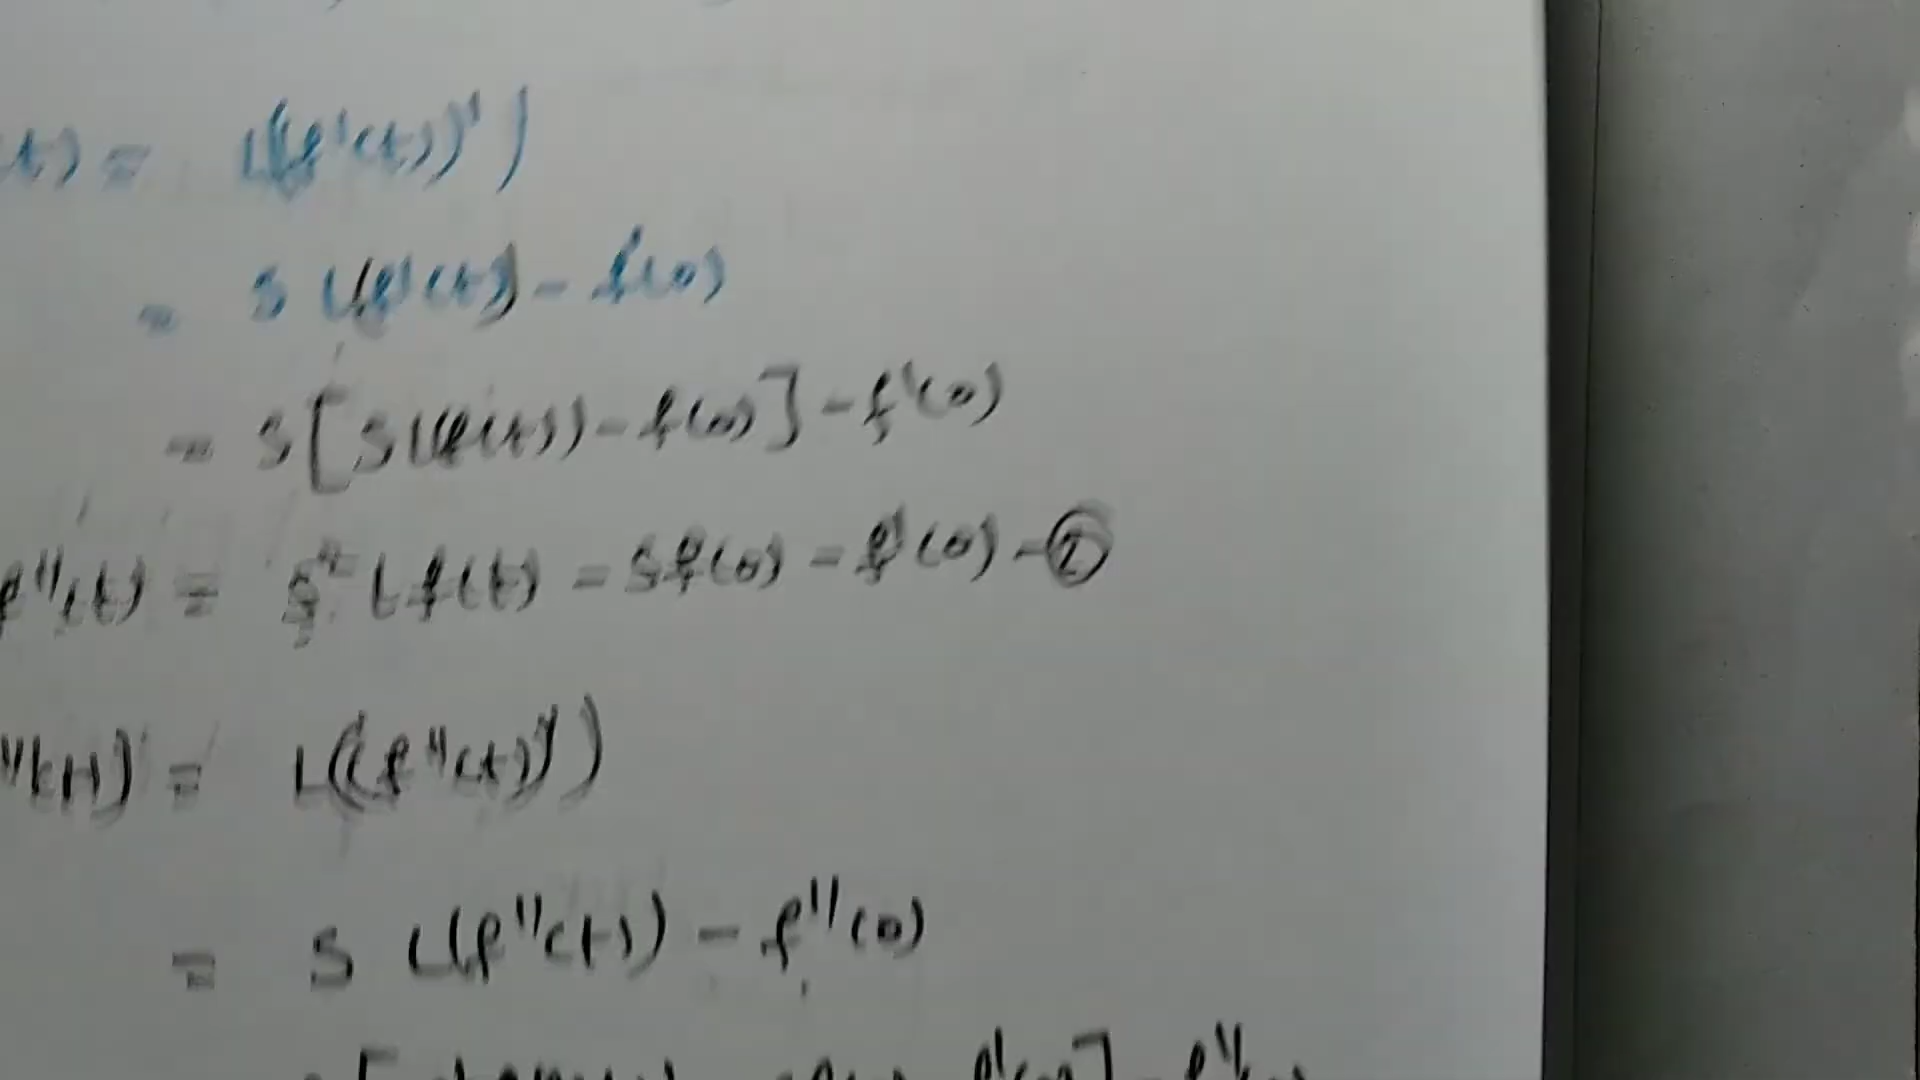 t) = L((f'(t))')
= S L(f'(t)) - f(0)
= S[S L(f(t)) - f(0)] - f'(0)
f''(t) = S² L f(t) - S f(0) - f'(0) - ②
''(t) = L((f''(t))')
= S L(f''(t)) - f''(0)